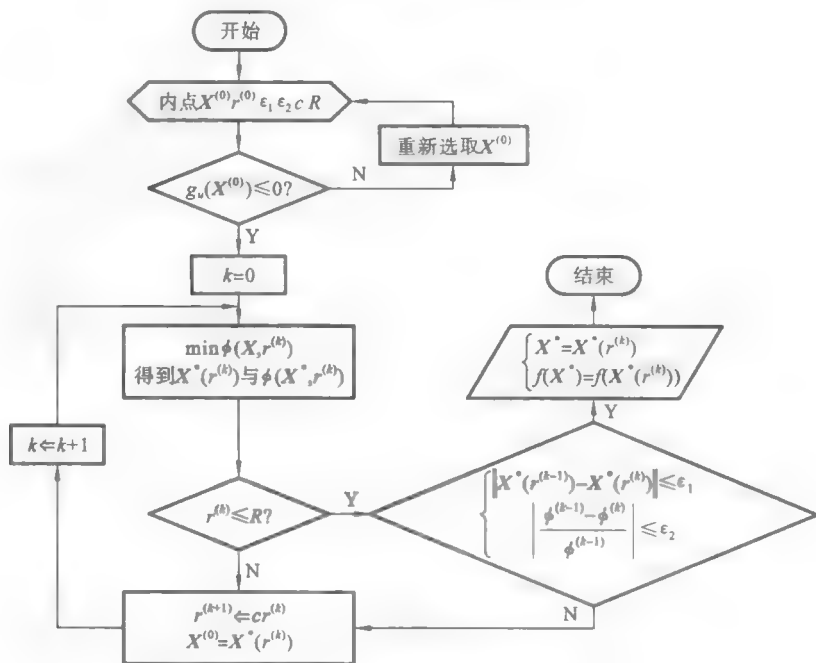 开始
内点X^(0) r^(0) ε₁ ε₂ c R
重新选取X^(0)
g_u(X^(0))≤0?
N
Y
k=0
结束
min ϕ(X, r^(k))
得到X*(r^(k))与ϕ(X*, r^(k))
X*=X*(r^(k))
f(X*)=f(X*(r^(k)))
Y
k⇐k+1
‖X*(r^(k-1))-X*(r^(k))‖≤ε₁
|(ϕ^(k-1)-ϕ^(k))/ϕ^(k-1)|≤ε₂
r^(k)≤R?
Y
N
N
r^(k+1)⇐cr^(k)
X^(0)=X*(r^(k))